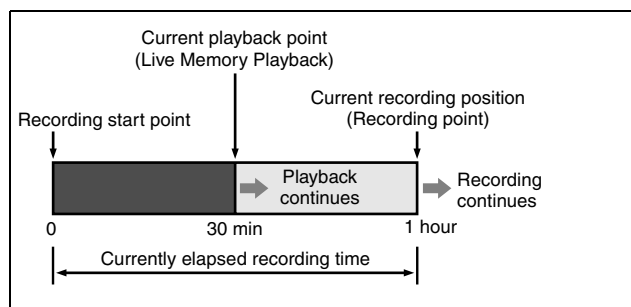 Current playback point
(Live Memory Playback)
Current recording position
(Recording point)
Recording start point
Playback
continues
Recording
continues
0
30 min
1 hour
Currently elapsed recording time